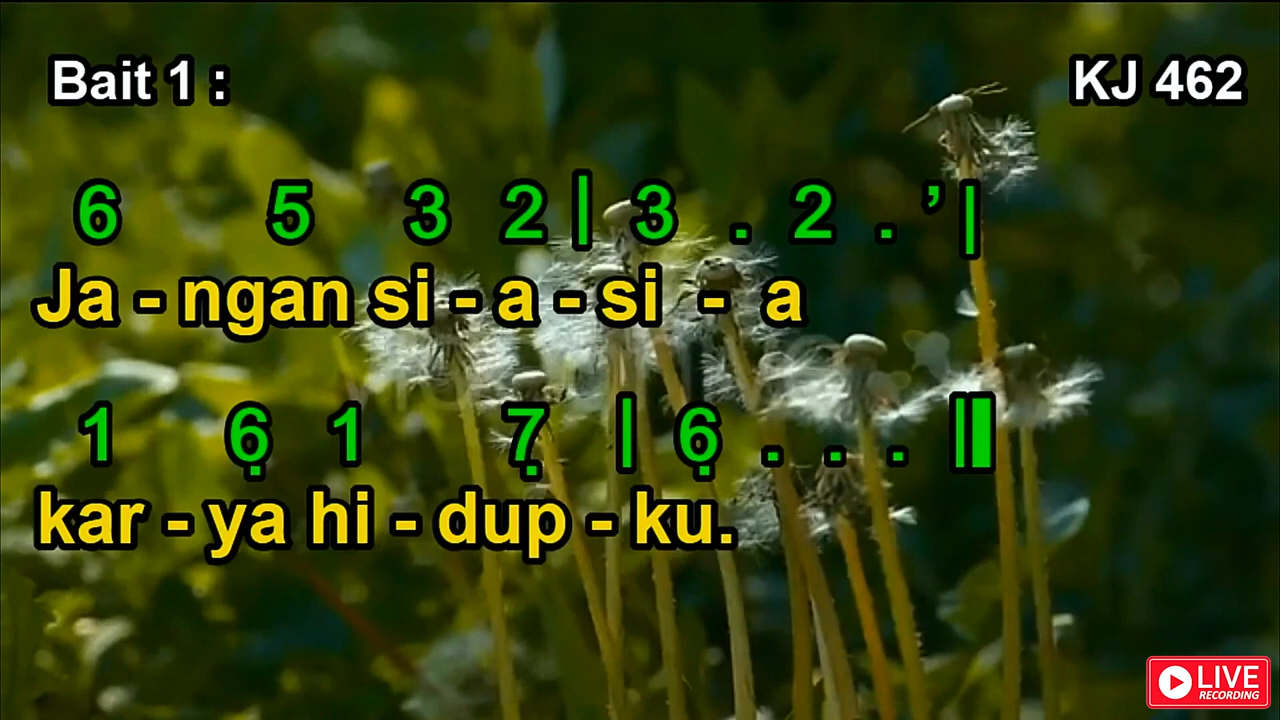 Bait 1 : KJ 462
6 5 3 2 | 3 . 2 . ’ |
Ja - ngan si - a - si - a
1 6̣ 1 7̣ | 6̣ . . . ||
kar - ya hi - dup - ku.
LIVE
RECORDING